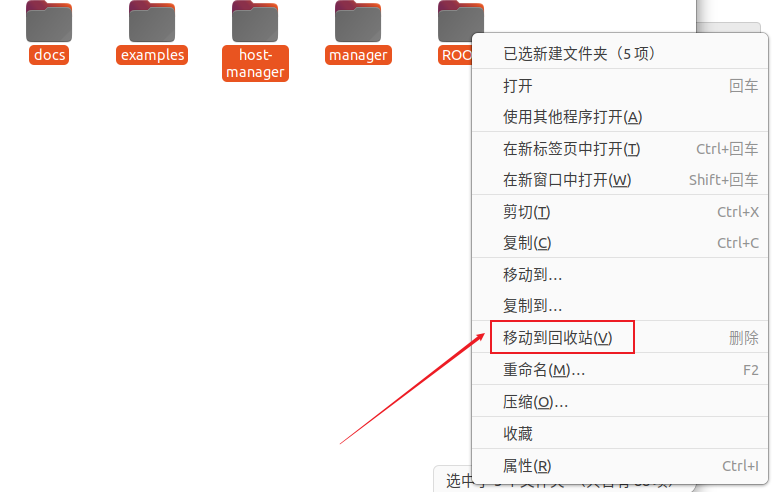 docs
examples
host-
manager
manager
ROO
已选新建文件夹（5 项）
打开 回车
使用其他程序打开(A)
在新标签页中打开(T) Ctrl+回车
在新窗口中打开(W) Shift+回车
剪切(T) Ctrl+X
复制(C) Ctrl+C
移动到…
复制到…
移动到回收站(V) 删除
重命名(M)… F2
压缩(O)…
收藏
属性(R) Ctrl+I
选中